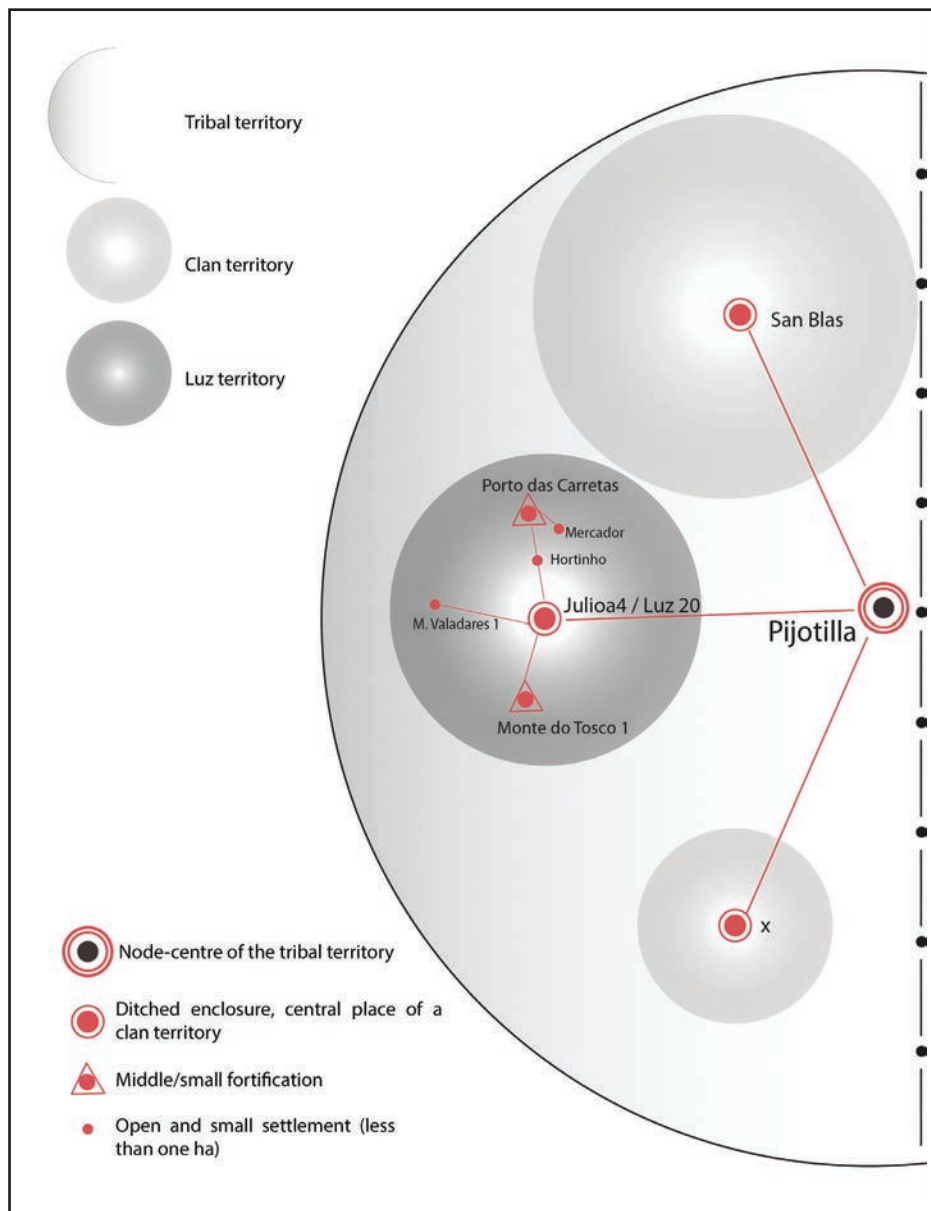 Tribal territory
Clan territory
Luz territory
San Blas
Porto das Carretas
Mercador
Hortinho
Julioa4 / Luz 20
M. Valadares 1
Pijotilla
Monte do Tosco 1
x
Node-centre of the tribal territory
Ditched enclosure, central place of a
clan territory
Middle/small fortification
Open and small settlement (less
than one ha)